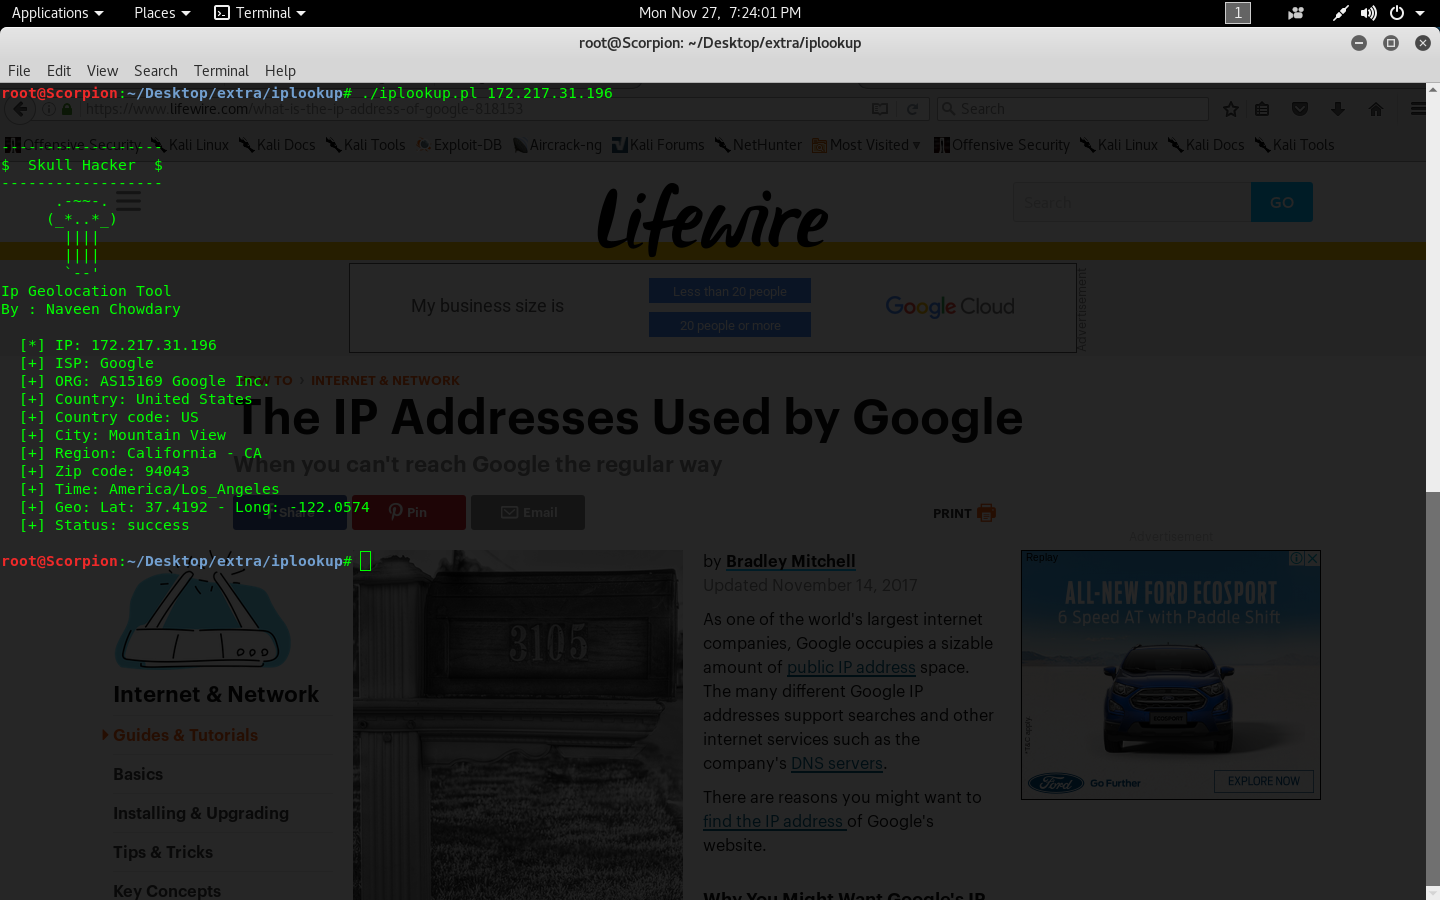 Applications Places Terminal Mon Nov 27, 7:24:01 PM 1
root@Scorpion: ~/Desktop/extra/iplookup
File Edit View Search Terminal Help
root@Scorpion:~/Desktop/extra/iplookup# ./iplookup.pl 172.217.31.196
https://www.lifewire.com/what-is-the-ip-address-of-google-818153 Search
Offensive Security Kali Linux Kali Docs Kali Tools Exploit-DB Aircrack-ng Kali Forums NetHunter Most Visited Offensive Security Kali Linux Kali Docs Kali Tools
------------------
$  Skull Hacker  $
------------------
      .-~~-.
     (_*..*_)
       ||||
       ||||
       `--'
Lifewire
Search GO
Ip Geolocation Tool
By : Naveen Chowdary
My business is
Less than 20 people
20 people or more
Google Cloud
Advertisement
  [*] IP: 172.217.31.196
  [+] ISP: Google
  [+] ORG: AS15169 Google Inc.
  [+] Country: United States
  [+] Country code: US
  [+] City: Mountain View
  [+] Region: California - CA
  [+] Zip code: 94043
  [+] Time: America/Los_Angeles
  [+] Geo: Lat: 37.4192 - Long: -122.0574
  [+] Status: success
root@Scorpion:~/Desktop/extra/iplookup#
TO › INTERNET & NETWORK
The IP Addresses Used by Google
When you can't reach Google the regular way
Share Pin Email
PRINT
3105
Internet & Network
Guides & Tutorials
Basics
Installing & Upgrading
Tips & Tricks
Key Concepts
by Bradley Mitchell
Updated November 14, 2017
As one of the world's largest internet
companies, Google occupies a sizable
amount of public IP address space.
The many different Google IP
addresses support searches and other
internet services such as the
company's DNS servers.
There are reasons you might want to
find the IP address of Google's
website.
Why You Might Want Google's IP
Advertisement
Replay
ALL-NEW FORD ECOSPORT
6 Speed AT with Paddle Shift
*T&C apply
Ford Go Further
EXPLORE NOW